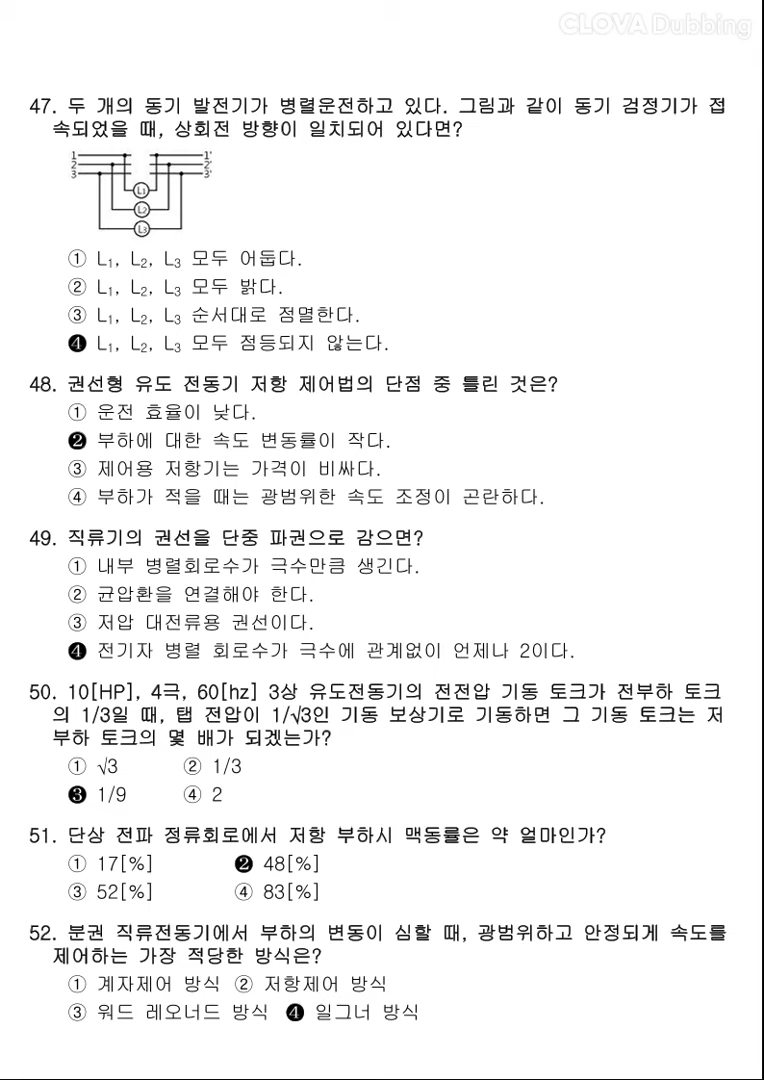 CLOVA Dubbing
47. 두 개의 동기 발전기가 병렬운전하고 있다. 그림과 같이 동기 검정기가 접
속되었을 때, 상회전 방향이 일치되어 있다면?
1 1'
2 2'
3 3'
L₁
L₂
L₃
① L₁, L₂, L₃ 모두 어둡다.
② L₁, L₂, L₃ 모두 밝다.
③ L₁, L₂, L₃ 순서대로 점멸한다.
❹ L₁, L₂, L₃ 모두 점등되지 않는다.
48. 권선형 유도 전동기 저항 제어법의 단점 중 틀린 것은?
① 운전 효율이 낮다.
❷ 부하에 대한 속도 변동률이 작다.
③ 제어용 저항기는 가격이 비싸다.
④ 부하가 적을 때는 광범위한 속도 조정이 곤란하다.
49. 직류기의 권선을 단중 파권으로 감으면?
① 내부 병렬회로수가 극수만큼 생긴다.
② 균압환을 연결해야 한다.
③ 저압 대전류용 권선이다.
❹ 전기자 병렬 회로수가 극수에 관계없이 언제나 2이다.
50. 10[HP], 4극, 60[hz] 3상 유도전동기의 전전압 기동 토크가 전부하 토크
의 1/3일 때, 탭 전압이 1/√3인 기동 보상기로 기동하면 그 기동 토크는 저
부하 토크의 몇 배가 되겠는가?
① √3 ② 1/3
❸ 1/9 ④ 2
51. 단상 전파 정류회로에서 저항 부하시 맥동률은 약 얼마인가?
① 17[%] ❷ 48[%]
③ 52[%] ④ 83[%]
52. 분권 직류전동기에서 부하의 변동이 심할 때, 광범위하고 안정되게 속도를
제어하는 가장 적당한 방식은?
① 계자제어 방식 ② 저항제어 방식
③ 워드 레오너드 방식 ❹ 일그너 방식